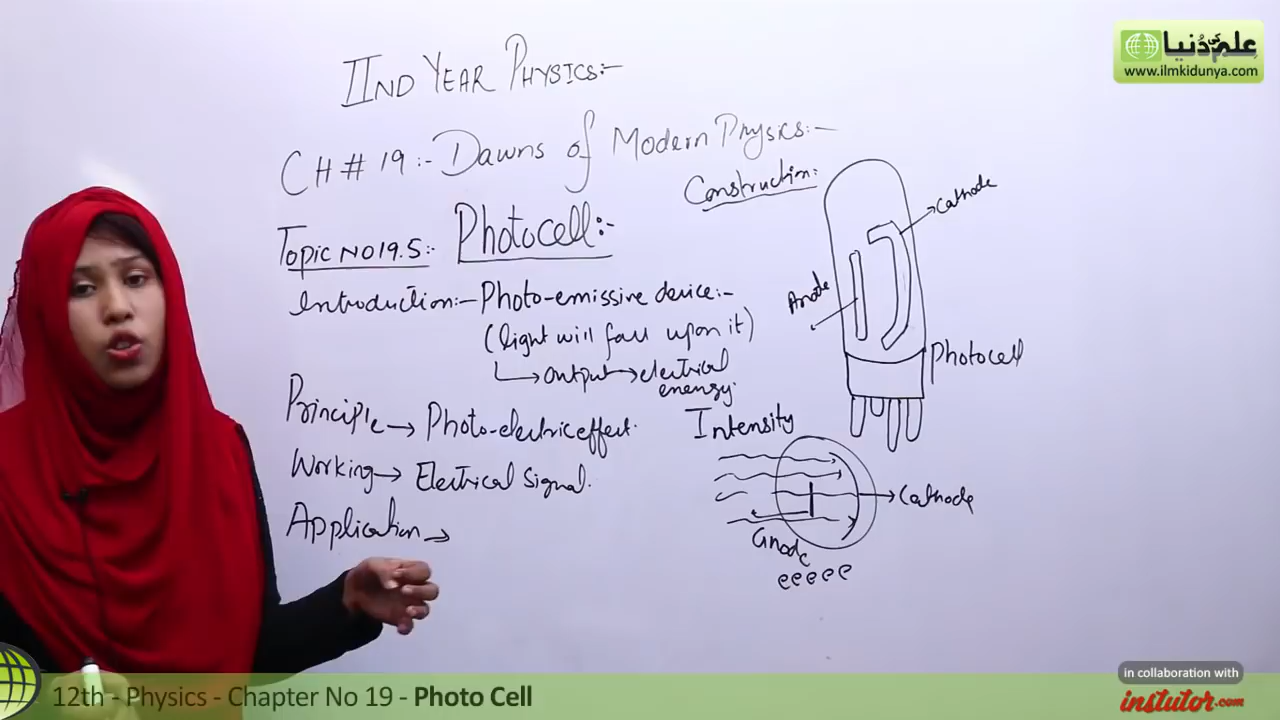 علم کی دُنیا
www.ilmkidunya.com
IIND YEAR PHYSICS:-
CH # 19:- Dawns of Modern Physics:-
Construction:
Cathode
Topic NO 19.5:- Photocell:-
Introduction:- Photo-emissive device:-
Anode
(light will fall upon it)
Photocell
output → electrical energy.
Principle → Photo-electric effect.
Intensity
Working → Electrical Signal.
Cathode
Application →
Anode
e e e e e
12th - Physics - Chapter No 19 - Photo Cell
in collaboration with
instutor.com